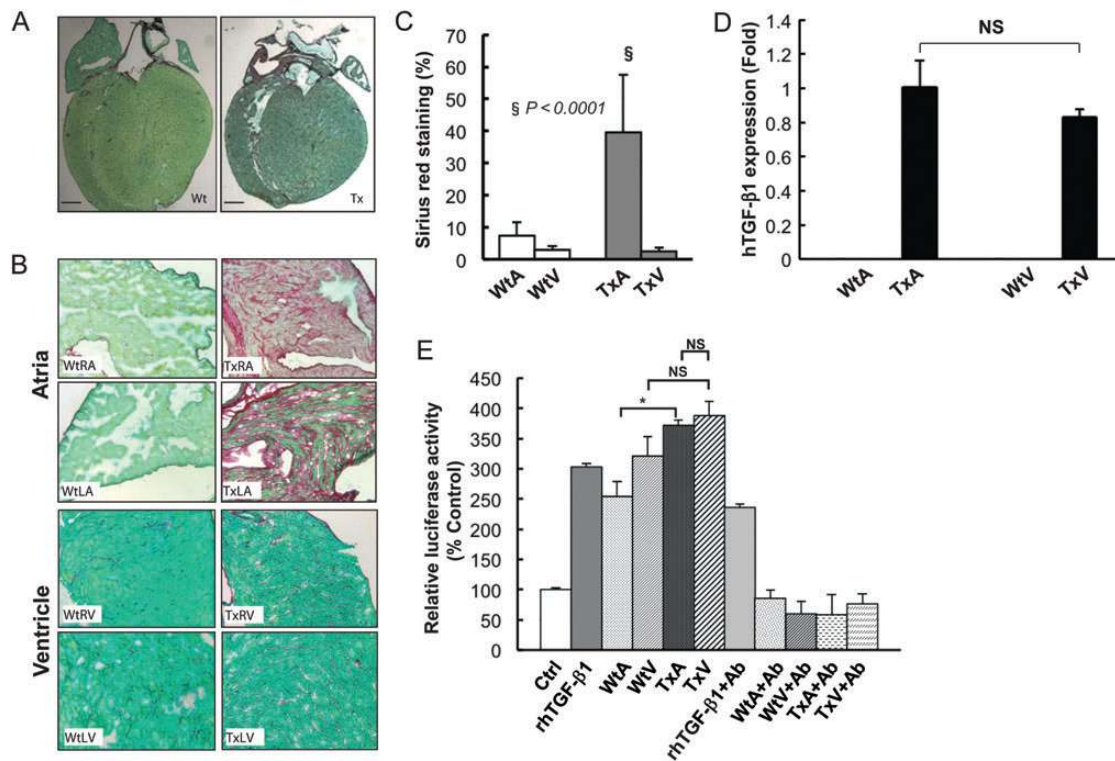 A
Wt
Tx
B
Atria
WtRA
TxRA
WtLA
TxLA
Ventricle
WtRV
TxRV
WtLV
TxLV
C
Sirius red staining (%)
70
60
50
40
30
20
10
0
§
§ P < 0.0001
WtA
WtV
TxA
TxV
D
hTGF-β1 expression (Fold)
1.4
1.2
1
0.8
0.6
0.4
0.2
0
NS
WtA
TxA
WtV
TxV
E
Relative luciferase activity
(% Control)
450
400
350
300
250
200
150
100
50
0
NS
NS
*
Ctrl
rhTGF-β1
WtA
WtV
TxA
TxV
rhTGF-β1+Ab
WtA+Ab
WtV+Ab
TxA+Ab
TxV+Ab